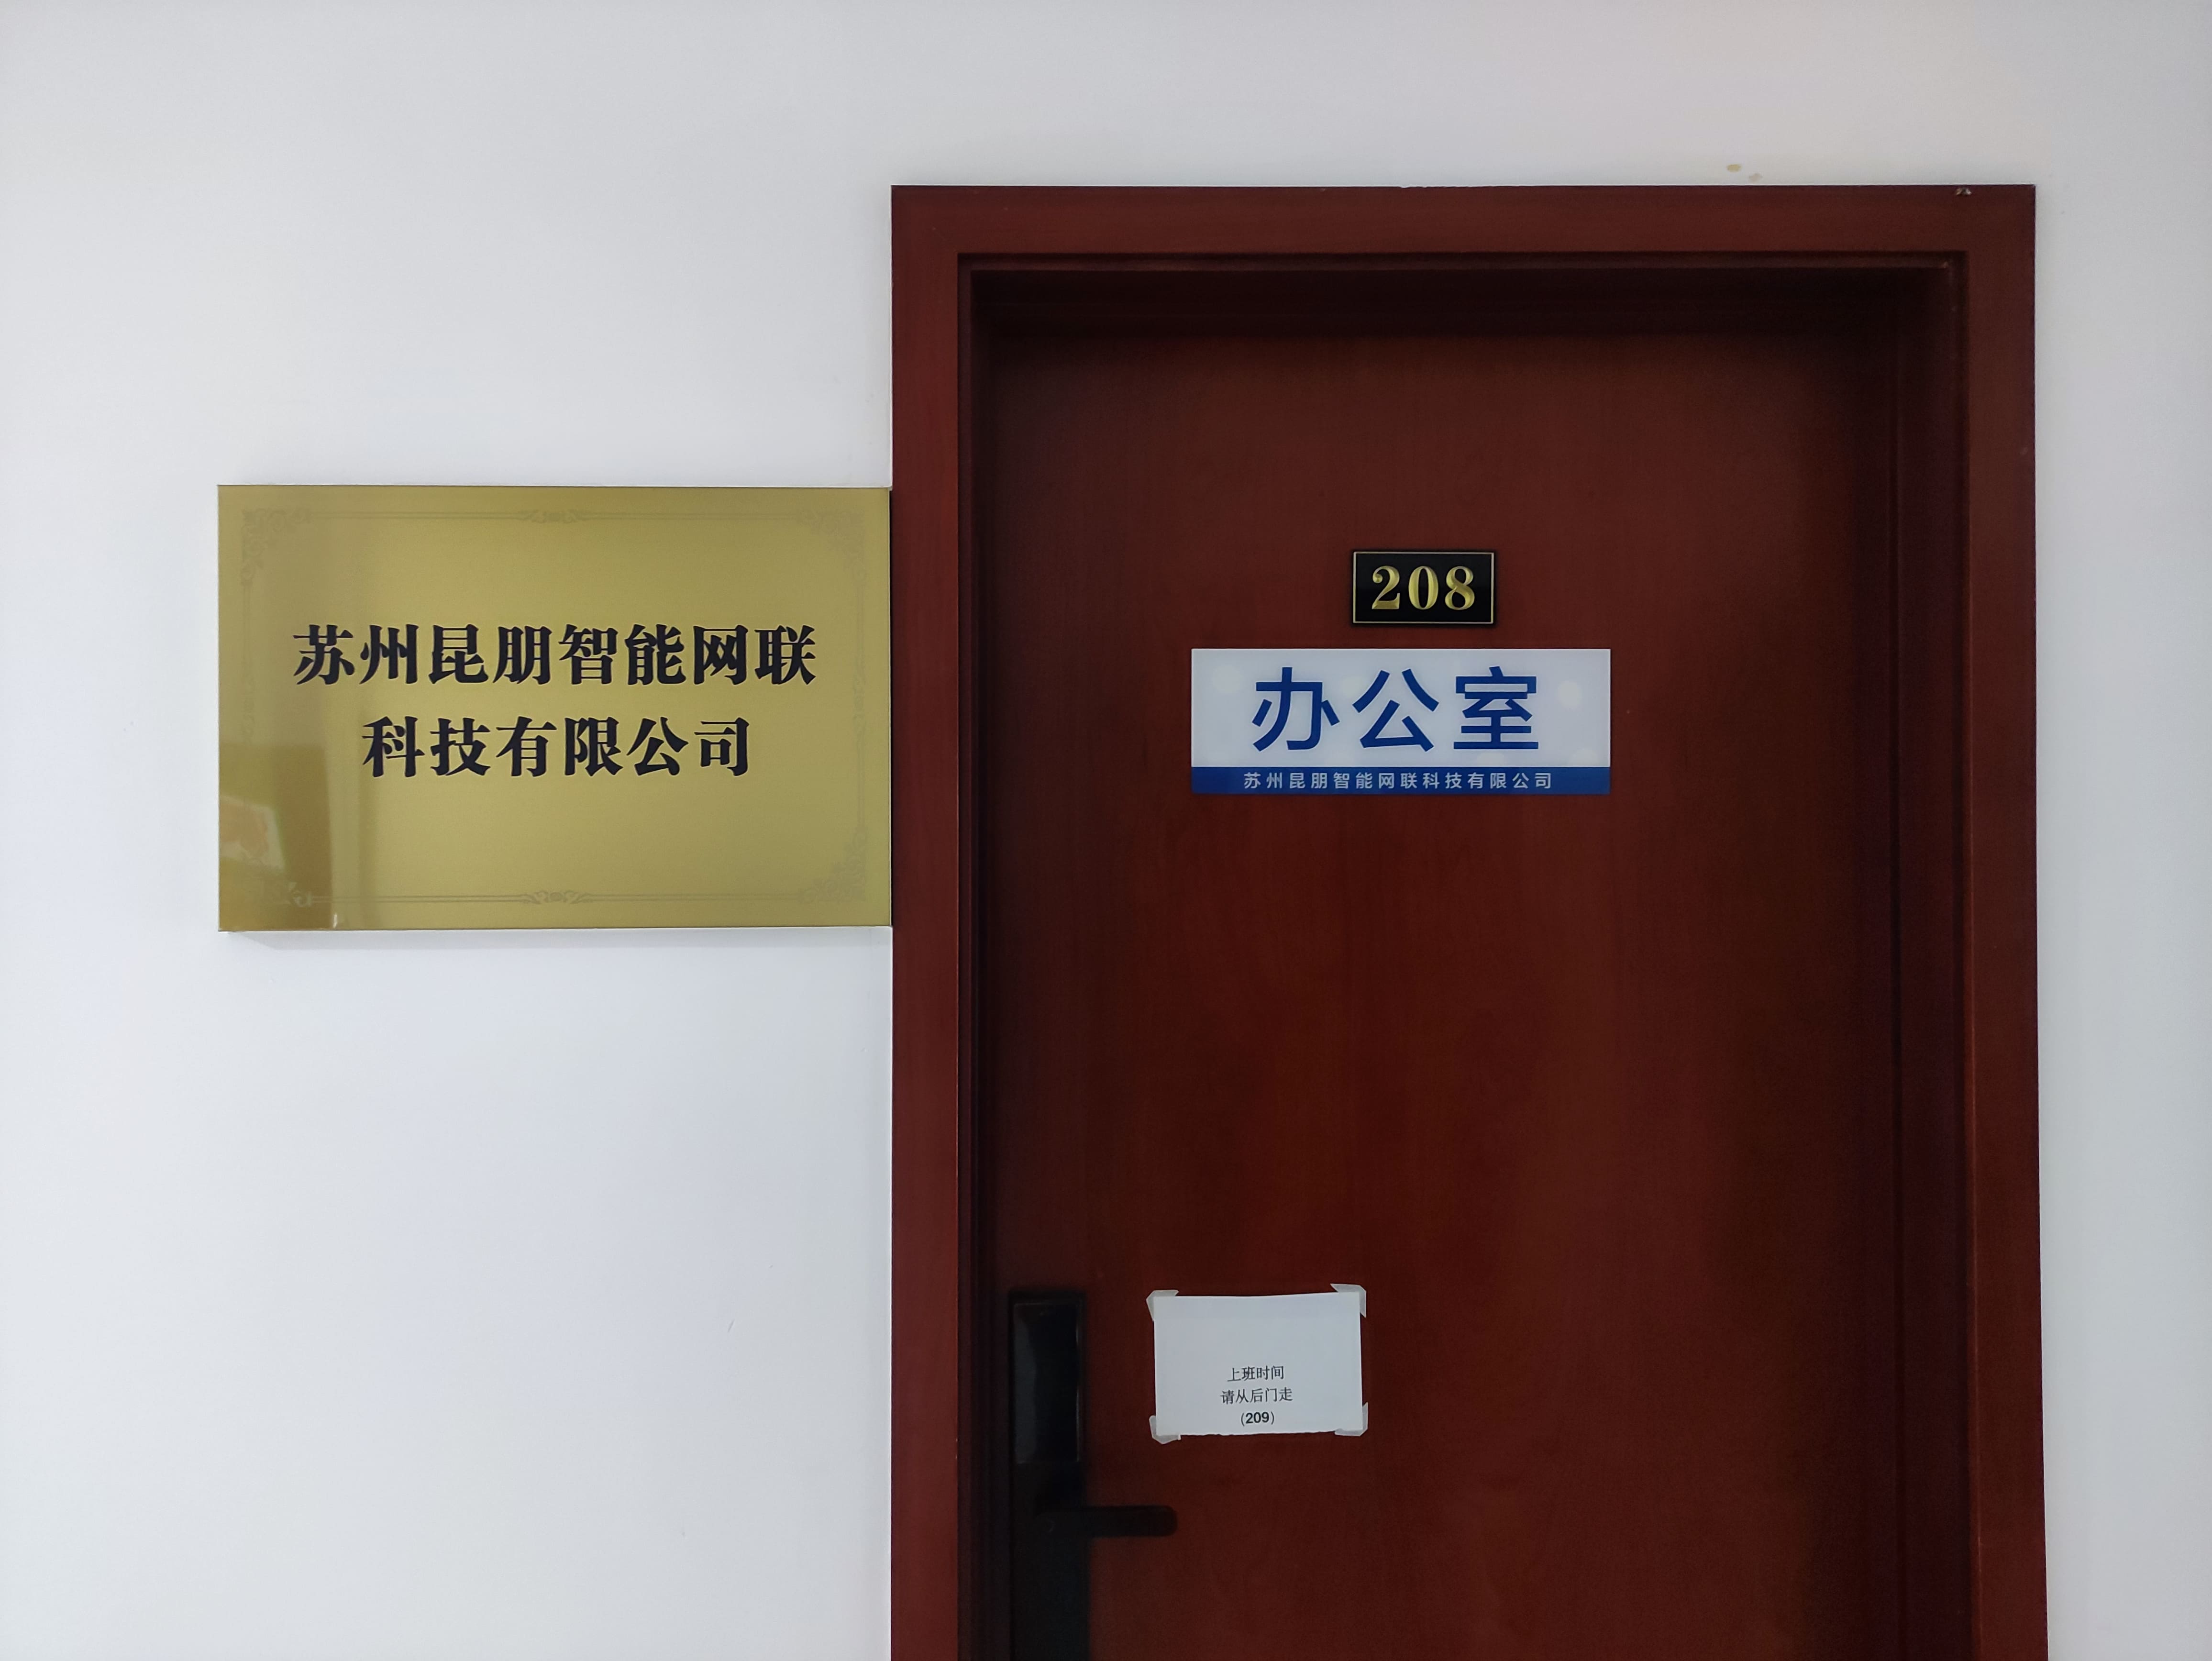 苏州昆朋智能网联
科技有限公司
208
办公室
苏州昆朋智能网联科技有限公司
上班时间
请从后门走
(209)